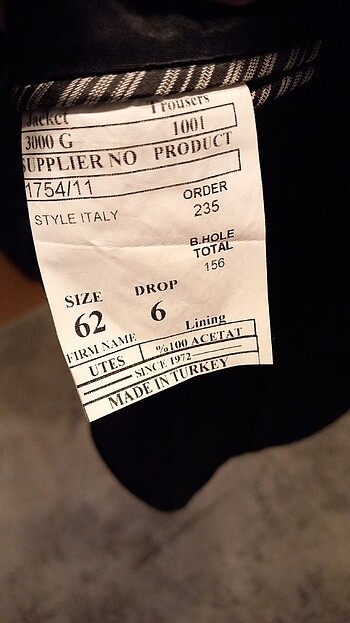 Jacket Trousers
3000 G 1001
SUPPLIER NO PRODUCT
1754/11
ORDER
STYLE ITALY 235
B.HOLE
TOTAL
156
SIZE DROP
62 6
Lining
FIRM NAME %100 ACETAT
UTES
SINCE 1972
MADE IN TURKEY